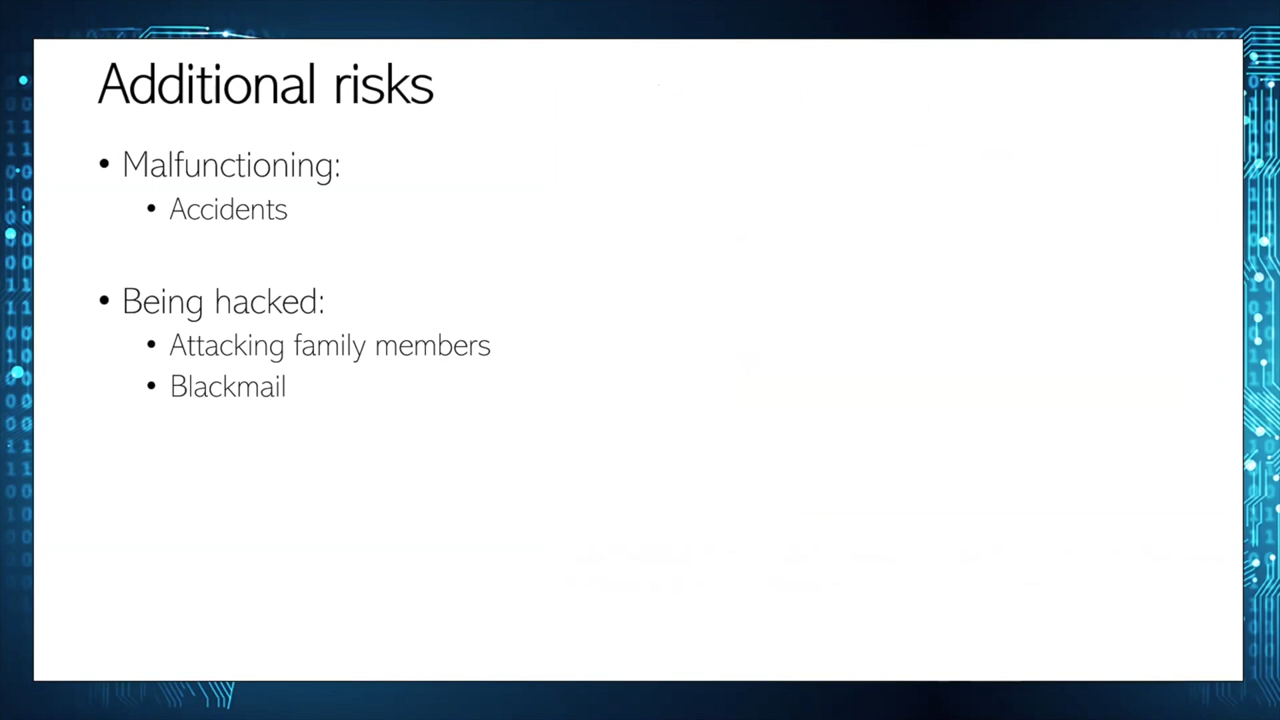 Additional risks
• Malfunctioning:
• Accidents
• Being hacked:
• Attacking family members
• Blackmail